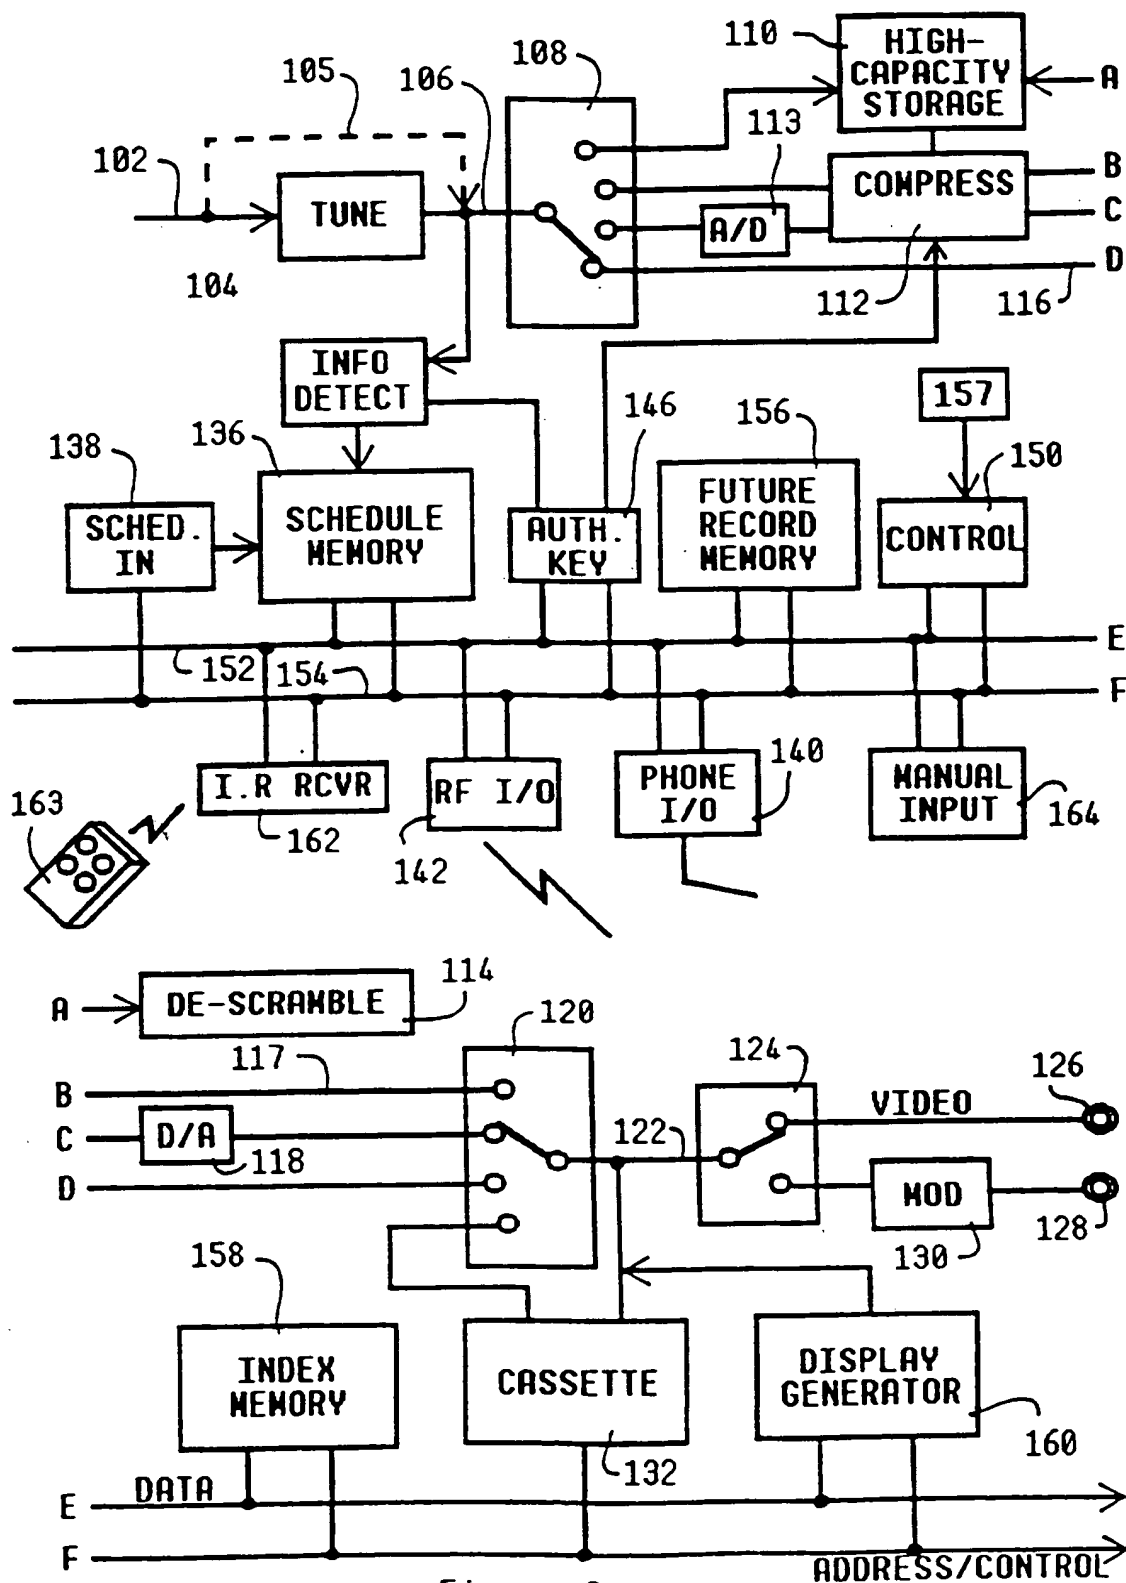 110
HIGH-
CAPACITY
STORAGE
A
108
105
106
113
102
TUNE
COMPRESS
B
C
A/D
D
104
112
116
INFO
DETECT
157
146
156
136
138
150
FUTURE
RECORD
MEMORY
SCHEDULE
MEMORY
SCHED.
IN
AUTH.
KEY
CONTROL
E
152
154
F
140
I.R RCVR
RF I/O
PHONE
I/O
MANUAL
INPUT
163
162
142
164
A
DE-SCRAMBLE
114
120
117
124
126
B
VIDEO
C
D/A
122
118
D
MOD
128
158
130
INDEX
MEMORY
CASSETTE
DISPLAY
GENERATOR
132
160
DATA
E
F
ADDRESS/CONTROL